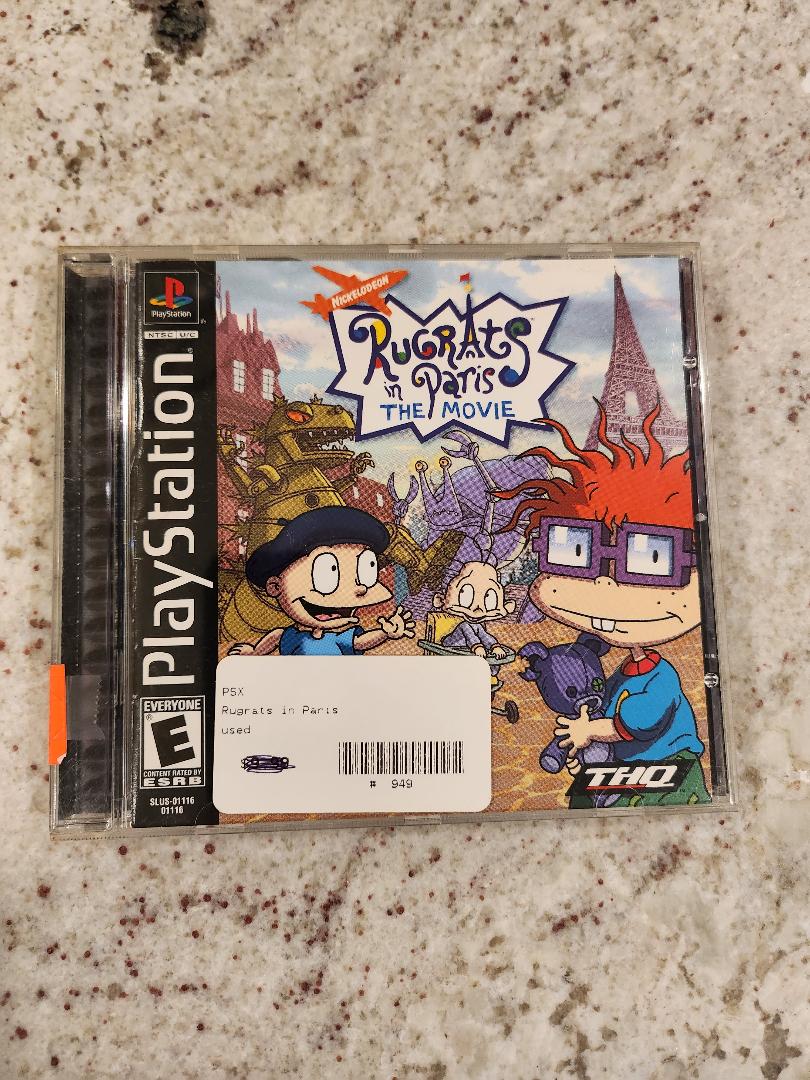 PlayStation
NTSC U/C
PlayStation
NICKELODEON
RUGRATS
in Paris
THE MOVIE
EVERYONE
E
CONTENT RATED BY
ESRB
SLUS-01116
01116
PSX
Rugrats in Paris
used
# 949
THQ